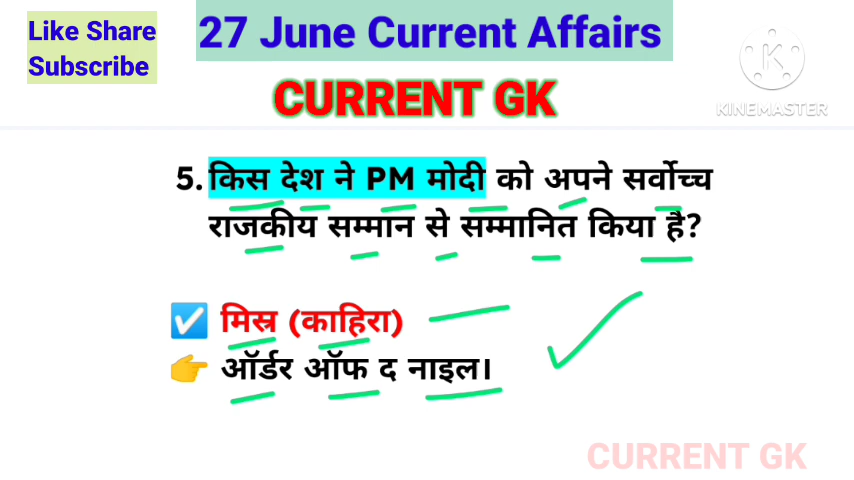 Like Share
Subscribe
27 June Current Affairs
CURRENT GK
KINEMASTER
5. किस देश ने PM मोदी को अपने सर्वोच्च
राजकीय सम्मान से सम्मानित किया है?
मिस्र (काहिरा)
ऑर्डर ऑफ द नाइल।
CURRENT GK